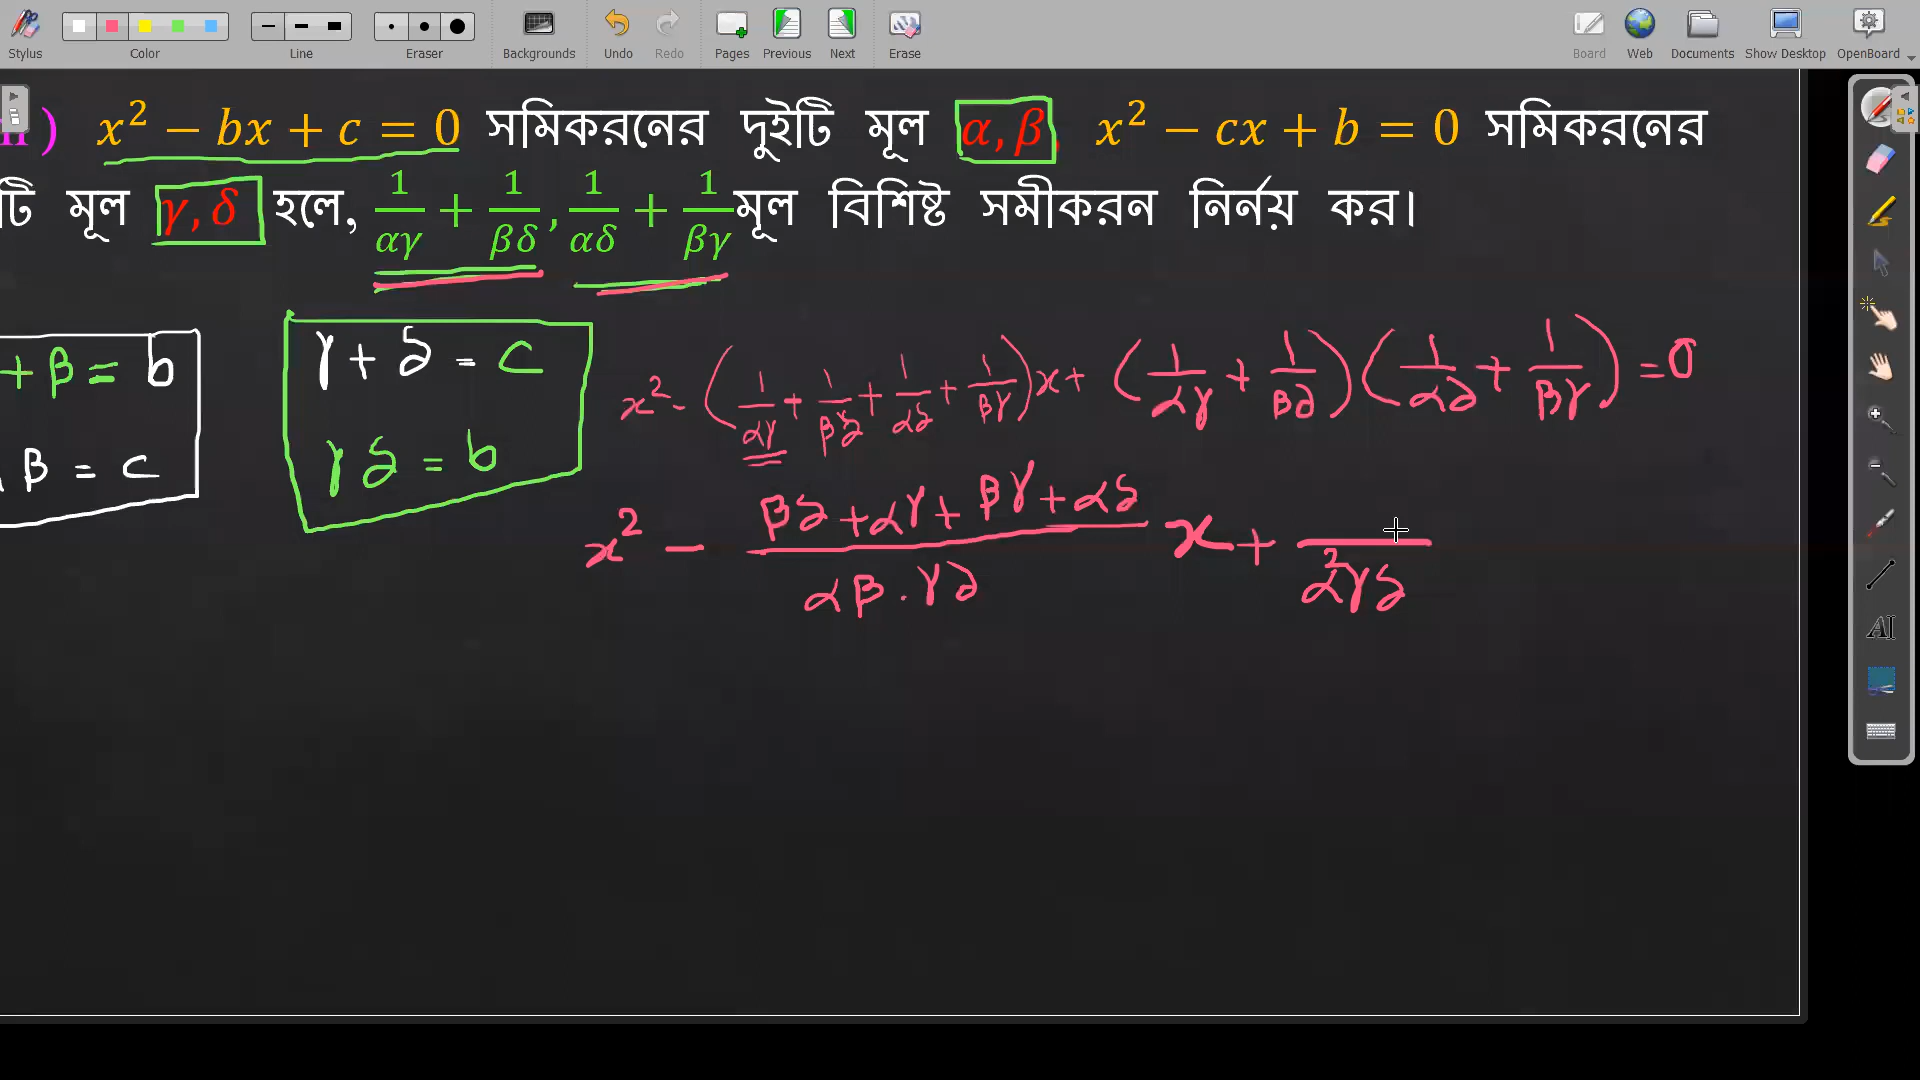 Stylus Color Line Eraser Backgrounds Undo Redo Pages Previous Next Erase Board Web Documents Show Desktop OpenBoard
) x² − bx + c = 0 সমিকরনের দুইটি মূল α, β, x² − cx + b = 0 সমিকরনের
টি মূল γ, δ হলে, 1/αγ + 1/βδ , 1/αδ + 1/βγ মূল বিশিষ্ট সমীকরন নির্নয় কর।
+ β = b
β = c
γ + δ = c
γδ = b
x² - (1/αγ + 1/βδ + 1/αδ + 1/βγ)x + (1/αγ + 1/βδ)(1/αδ + 1/βγ) = 0
x² - (βδ + αγ + βγ + αδ)/(αβ . γδ) x + /(α²γδ)
AI